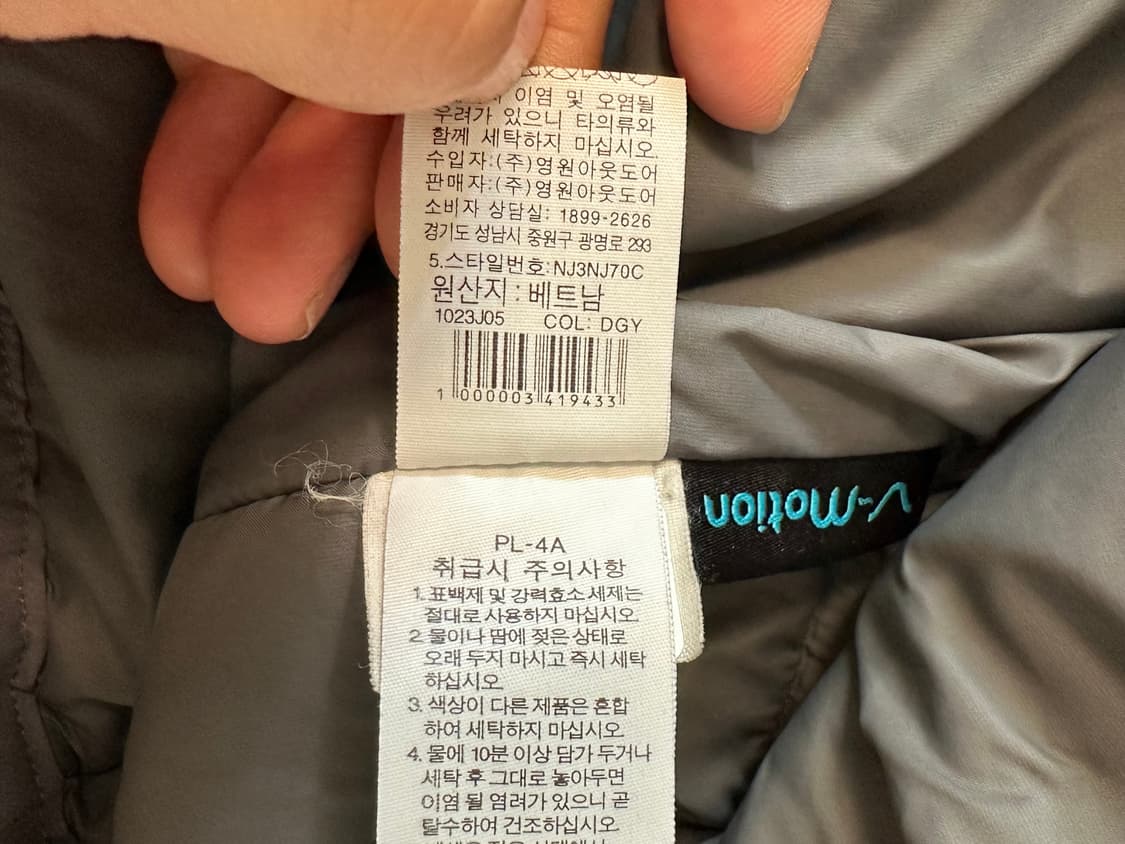 이염 및 오염될
우려가 있으니 타의류와
함께 세탁하지 마십시오.
수입자:(주)영원아웃도어
판매자:(주)영원아웃도어
소비자 상담실: 1899-2626
경기도 성남시 중원구 광명로 293
5.스타일번호:NJ3NJ70C
원산지 : 베트남
1023J05 COL: DGY
1 000003 419433
V-Motion
PL-4A
취급시 주의사항
1. 표백제 및 강력효소세제는
절대로 사용하지 마십시오.
2. 물이나 땀에 젖은 상태로
오래 두지 마시고 즉시 세탁
하십시오.
3. 색상이 다른 제품은 혼합
하여 세탁하지 마십시오.
4. 물에 10분 이상 담가 두거나
세탁 후 그대로 놓아두면
이염 될 염려가 있으니 곧
탈수하여 건조하십시오.